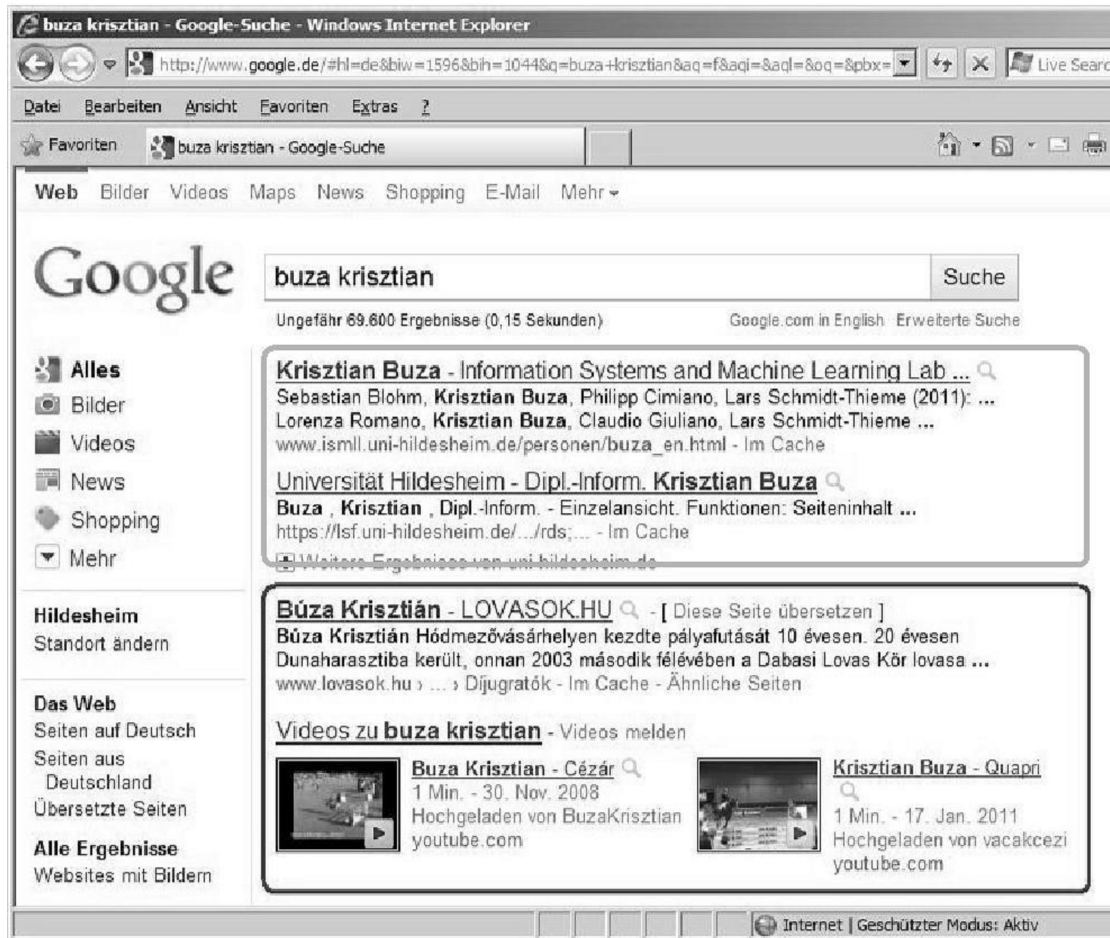 buza krisztian - Google-Suche - Windows Internet Explorer
http://www.google.de/#hl=de&biw=1596&bih=1044&q=buza+krisztian&aq=f&aqi=&aql=&oq=&pbx=
Live Searc
Datei Bearbeiten Ansicht Favoriten Extras ?
Favoriten buza krisztian - Google-Suche
Web Bilder Videos Maps News Shopping E-Mail Mehr
Google buza krisztian Suche
Ungefähr 69.600 Ergebnisse (0,15 Sekunden) Google.com in English Erweiterte Suche
Alles
Bilder
Videos
News
Shopping
Mehr
Hildesheim
Standort ändern
Das Web
Seiten auf Deutsch
Seiten aus
Deutschland
Übersetzte Seiten
Alle Ergebnisse
Websites mit Bildern
Krisztian Buza - Information Systems and Machine Learning Lab ...
Sebastian Blohm, Krisztian Buza, Philipp Cimiano, Lars Schmidt-Thieme (2011): ...
Lorenza Romano, Krisztian Buza, Claudio Giuliano, Lars Schmidt-Thieme ...
www.ismll.uni-hildesheim.de/personen/buza_en.html - Im Cache
Universität Hildesheim - Dipl.-Inform. Krisztian Buza
Buza , Krisztian , Dipl.-Inform. - Einzelansicht. Funktionen: Seiteninhalt ...
https://lsf.uni-hildesheim.de/.../rds;... - Im Cache
Weitere Ergebnisse von uni-hildesheim.de
Búza Krisztián - LOVASOK.HU - [ Diese Seite übersetzen ]
Búza Krisztián Hódmezővásárhelyen kezdte pályafutását 10 évesen. 20 évesen
Dunaharasztiba került, onnan 2003 második félévében a Dabasi Lovas Kör lovasa ...
www.lovasok.hu › ... › Díjugratók - Im Cache - Ähnliche Seiten
Videos zu buza krisztian - Videos melden
Buza Krisztian - Cézár
1 Min. - 30. Nov. 2008
Hochgeladen von BuzaKrisztian
youtube.com
Krisztian Buza - Quapri
1 Min. - 17. Jan. 2011
Hochgeladen von vacakcezi
youtube.com
Internet | Geschützter Modus: Aktiv